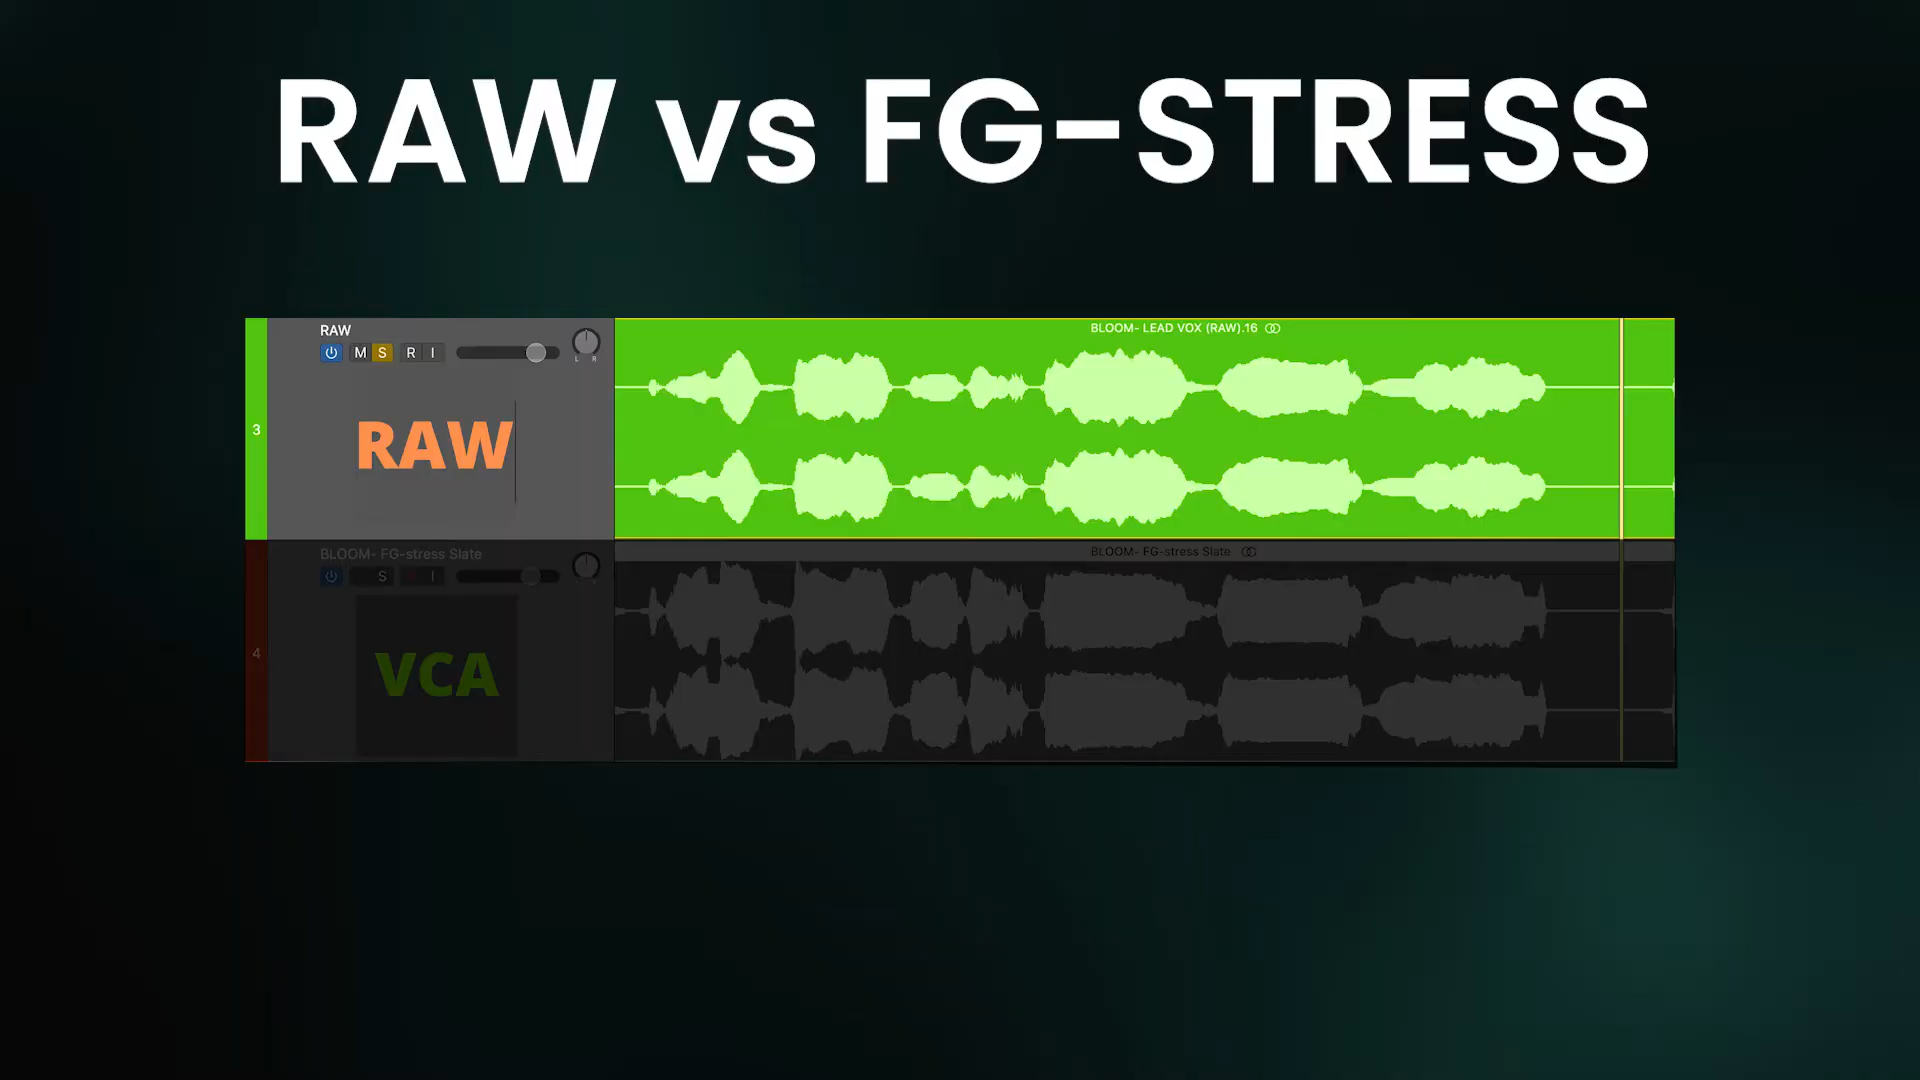 RAW vs FG-STRESS
RAW
BLOOM- LEAD VOX (RAW).16
M S R I
L R
3
RAW
BLOOM- FG-stress Slate
BLOOM- FG-stress Slate
S I
4
VCA